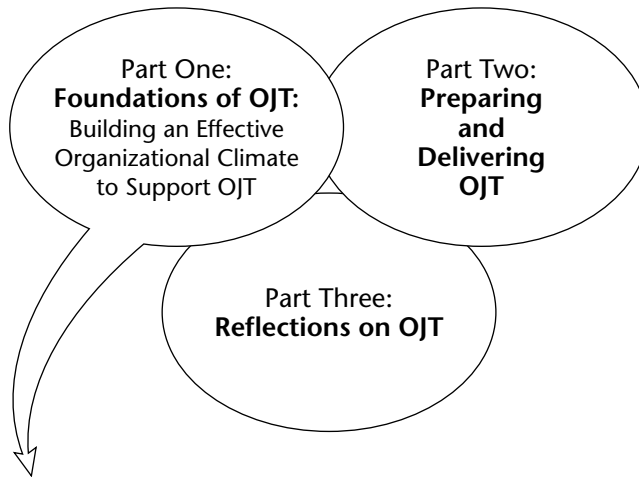 Part One:
Foundations of OJT:
Building an Effective
Organizational Climate
to Support OJT
Part Two:
Preparing
and
Delivering
OJT
Part Three:
Reflections on OJT